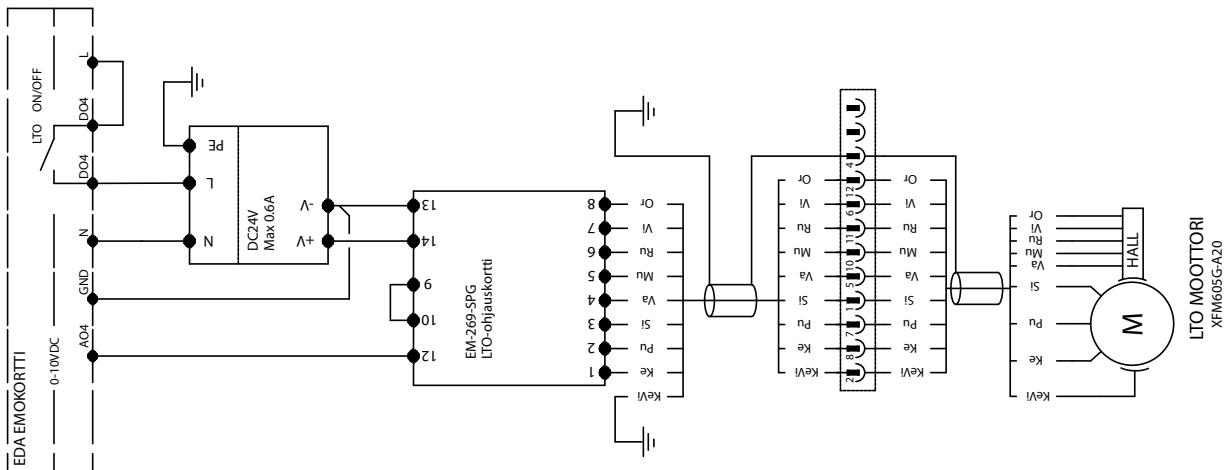 EDA EMOKORTTI
0-10VDC
LTO ON/OFF
L
DO4
DO4
N
GND
AO4
PE
L
N
DC24V
Max 0.6A
-V
+V
13
14
9
10
12
EM-269-SPG
LTO-ohjauskortti
8
7
6
5
4
3
2
1
Or
Vi
Ru
Mu
Va
Si
Pu
Ke
KeVi
Or
Vi
Ru
Mu
Va
Si
Pu
Ke
KeVi
4
12
6
11
10
5
1
7
8
2
Or
Vi
Ru
Mu
Va
Si
Pu
Ke
KeVi
Or
Vi
Ru
Mu
Va
Si
Pu
Ke
KeVi
HALL
M
LTO MOOTTORI
XFM605G-A20